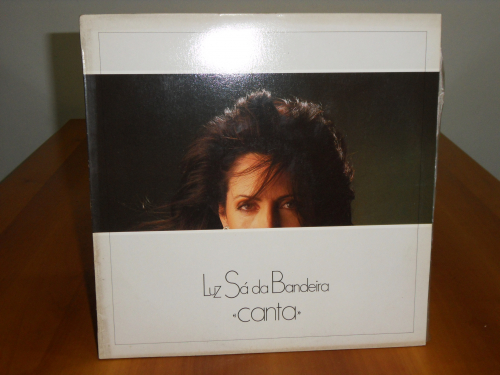 Luz Sá da Bandeira
«canta»